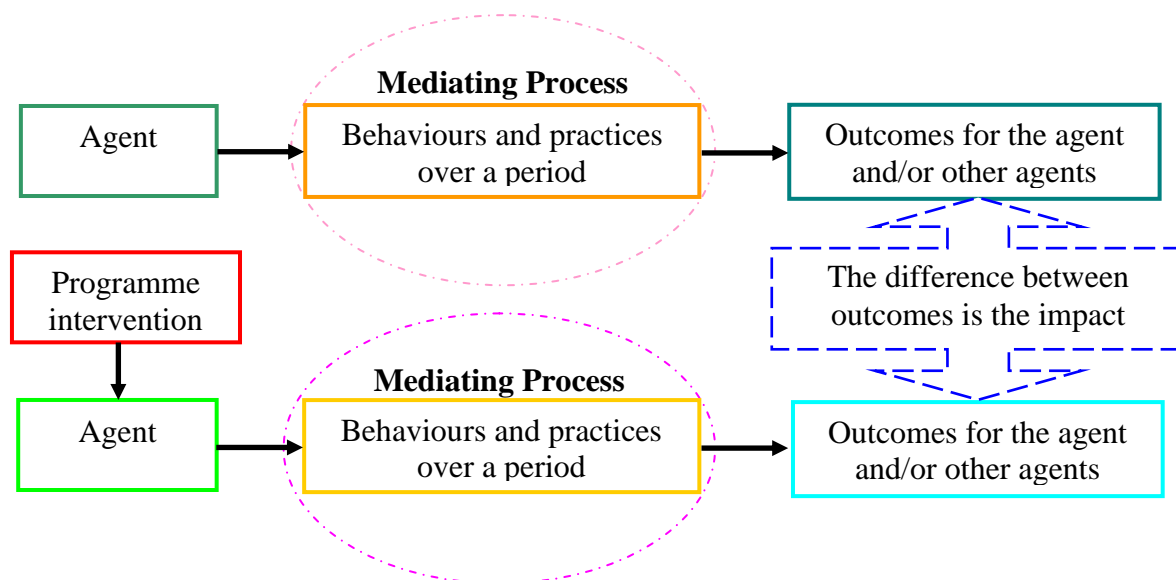 Mediating Process
Agent
Behaviours and practices
over a period
Outcomes for the agent
and/or other agents
Programme
intervention
The difference between
outcomes is the impact
Mediating Process
Agent
Behaviours and practices
over a period
Outcomes for the agent
and/or other agents